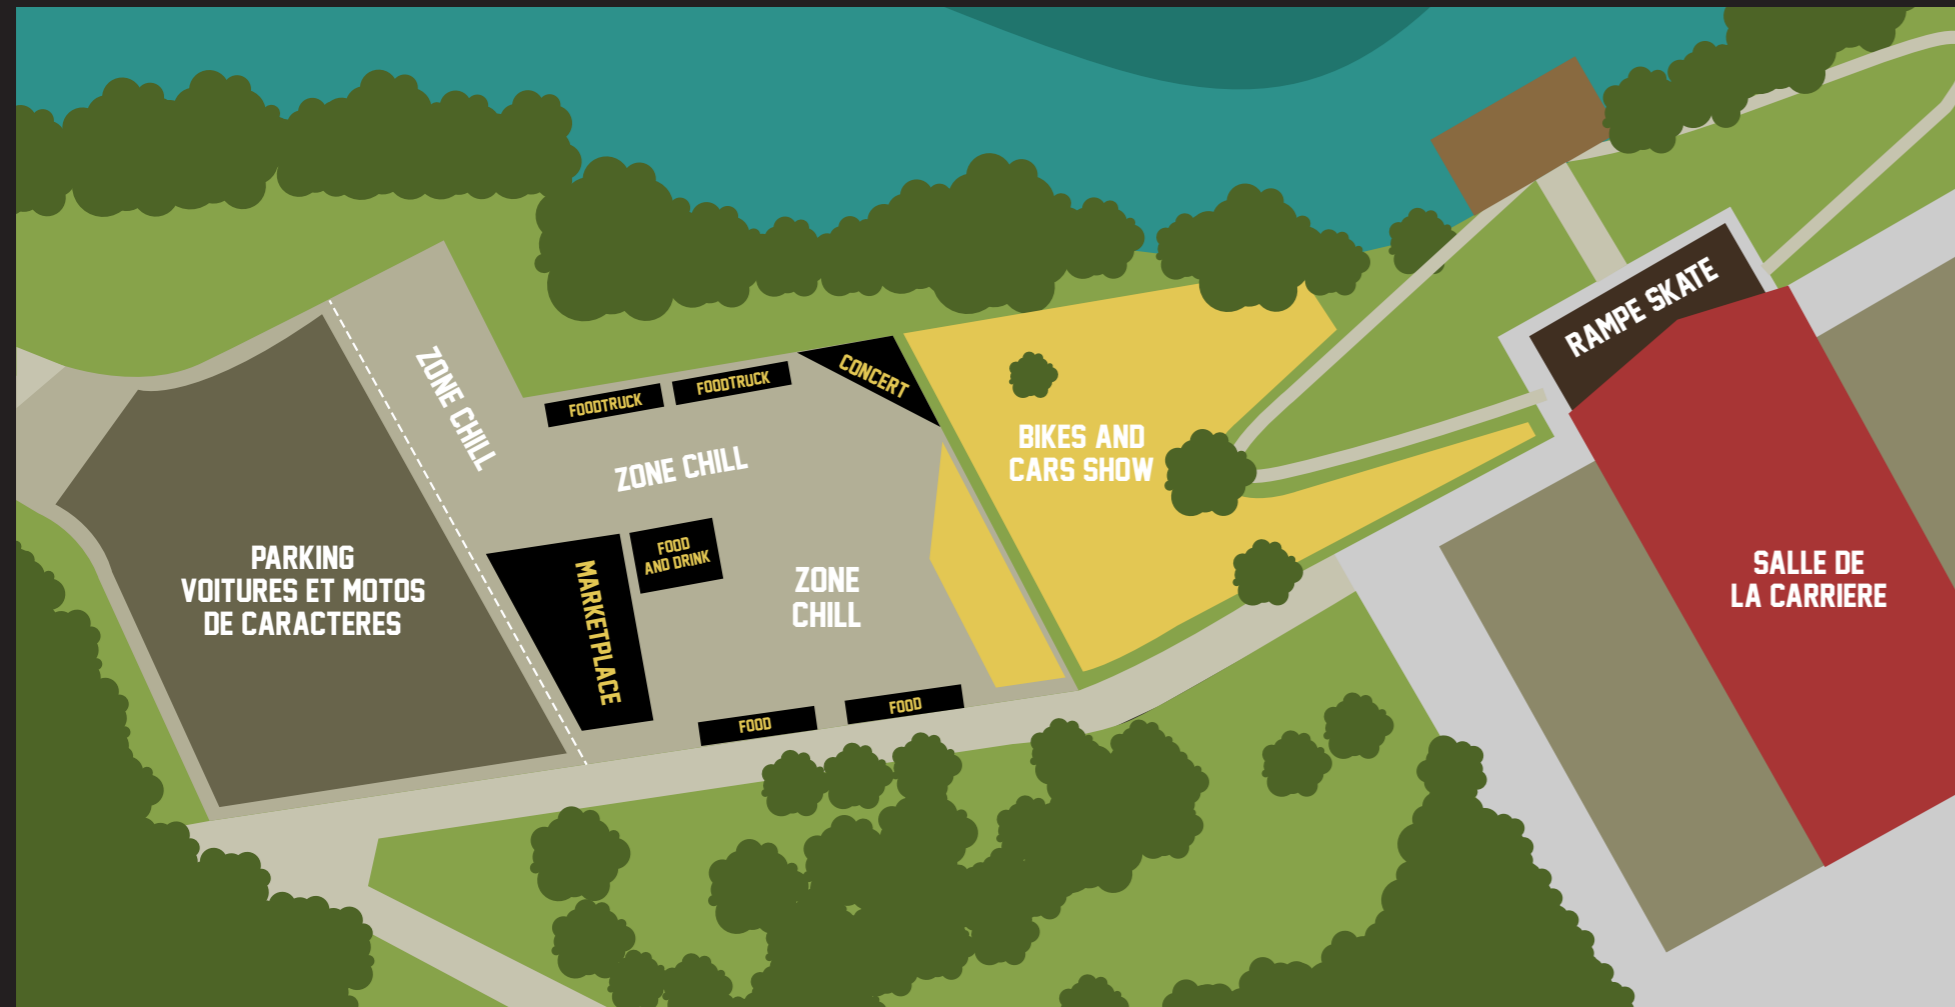 RAMPE SKATE
ZONE CHILL
CONCERT
FOODTRUCK
FOODTRUCK
BIKES AND
CARS SHOW
ZONE CHILL
PARKING
VOITURES ET MOTOS
DE CARACTERES
MARKETPLACE
FOOD
AND DRINK
ZONE
CHILL
SALLE DE
LA CARRIERE
FOOD
FOOD